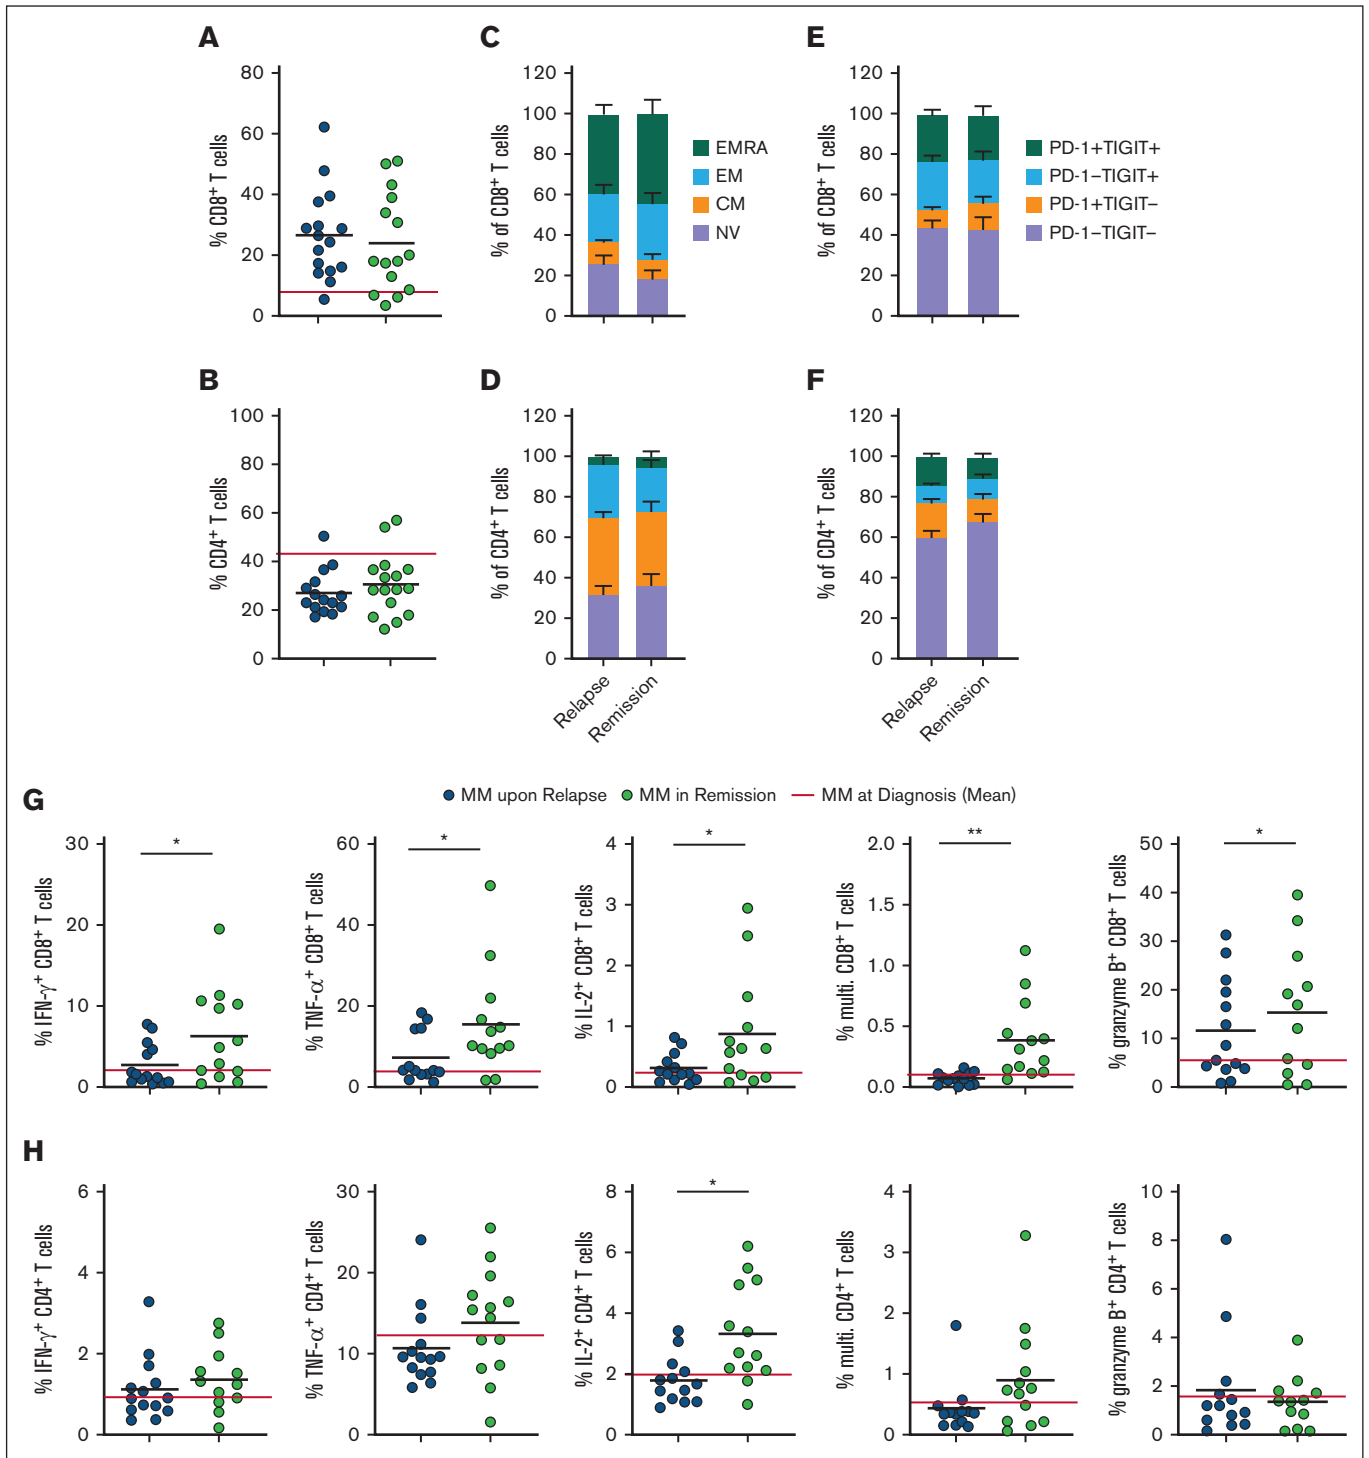 A
C
E
% CD8+ T cells
80
60
40
20
0
% of CD8+ T cells
120
100
80
60
40
20
0
EMRA
EM
CM
NV
% of CD8+ T cells
120
100
80
60
40
20
0
PD-1+TIGIT+
PD-1−TIGIT+
PD-1+TIGIT−
PD-1−TIGIT−
B
D
F
% CD4+ T cells
100
80
60
40
20
0
% of CD4+ T cells
120
100
80
60
40
20
0
Relapse
Remission
% of CD4+ T cells
120
100
80
60
40
20
0
Relapse
Remission
G
MM upon Relapse MM in Remission MM at Diagnosis (Mean)
% IFN-γ+ CD8+ T cells
30
20
10
0
*
% TNF-α+ CD8+ T cells
60
40
20
0
*
% IL-2+ CD8+ T cells
4
3
2
1
0
*
% multi. CD8+ T cells
2.0
1.5
1.0
0.5
0.0
**
% granzyme B+ CD8+ T cells
50
40
30
20
10
0
*
H
% IFN-γ+ CD4+ T cells
6
4
2
0
% TNF-α+ CD4+ T cells
30
20
10
0
% IL-2+ CD4+ T cells
8
6
4
2
0
*
% multi. CD4+ T cells
4
3
2
1
0
% granzyme B+ CD4+ T cells
10
8
6
4
2
0